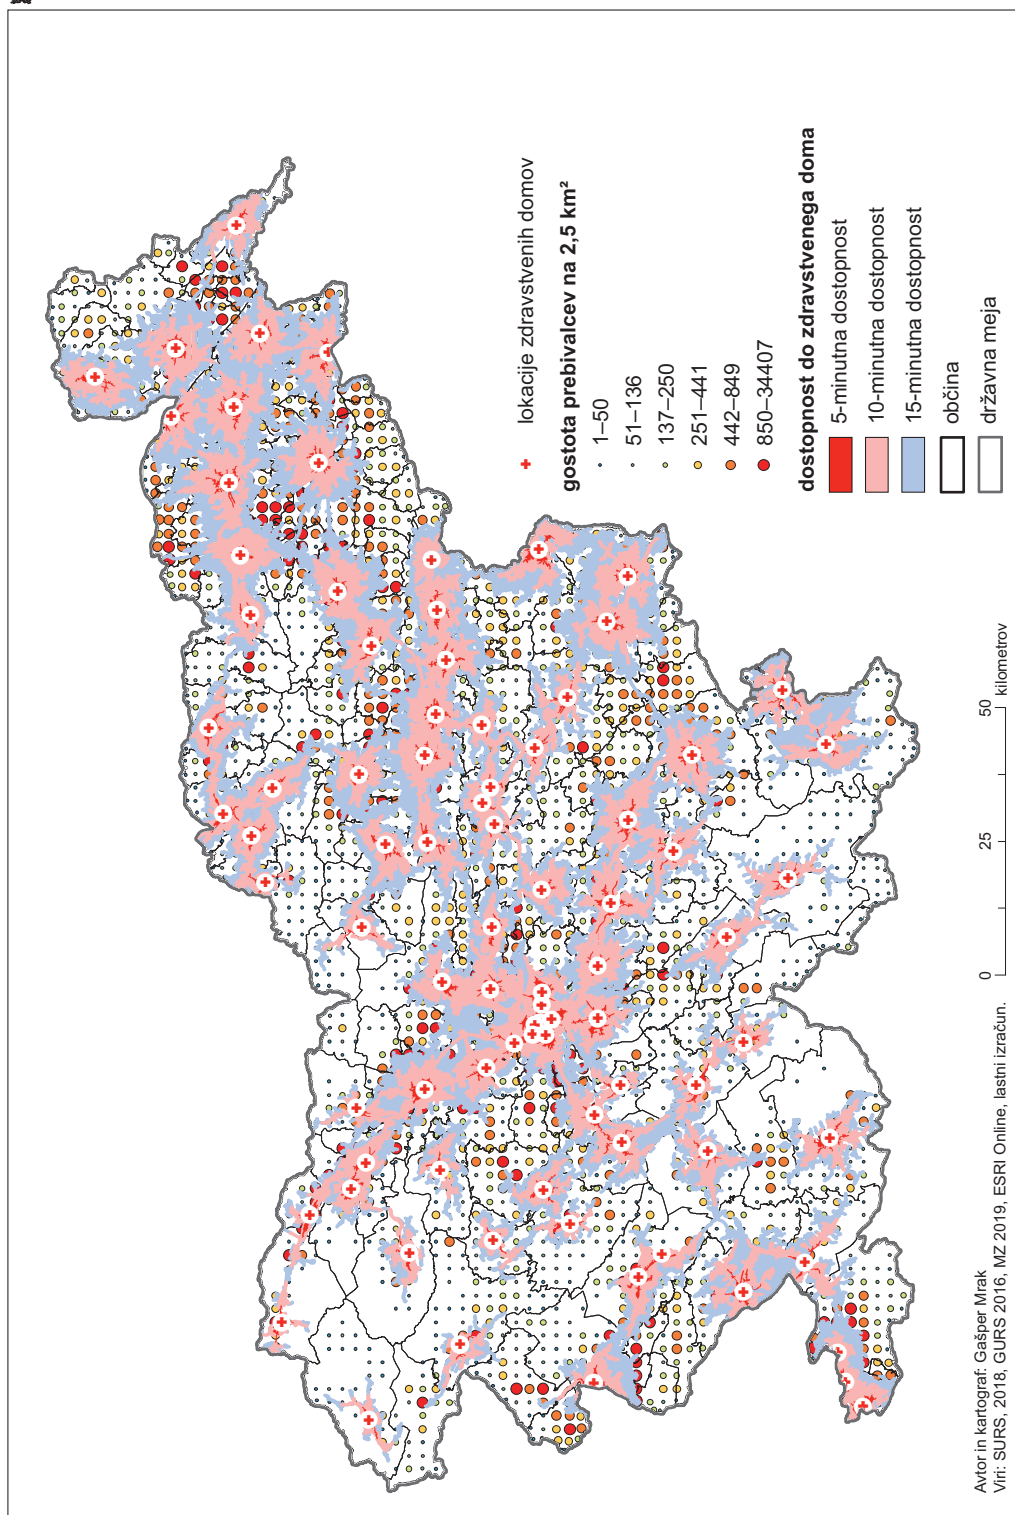 lokacije zdravstvenih domov
gostota prebivalcev na 2,5 km²
1–50
51–136
137–250
251–441
442–849
850–34407
dostopnost do zdravstvenega doma
5-minutna dostopnost
10-minutna dostopnost
15-minutna dostopnost
občina
državna meja
0 25 50 kilometrov
Avtor in kartograf: Gašper Mrak
Viri: SURS, 2018, GURS 2016, MZ 2019, ESRI Online, lastni izračun.